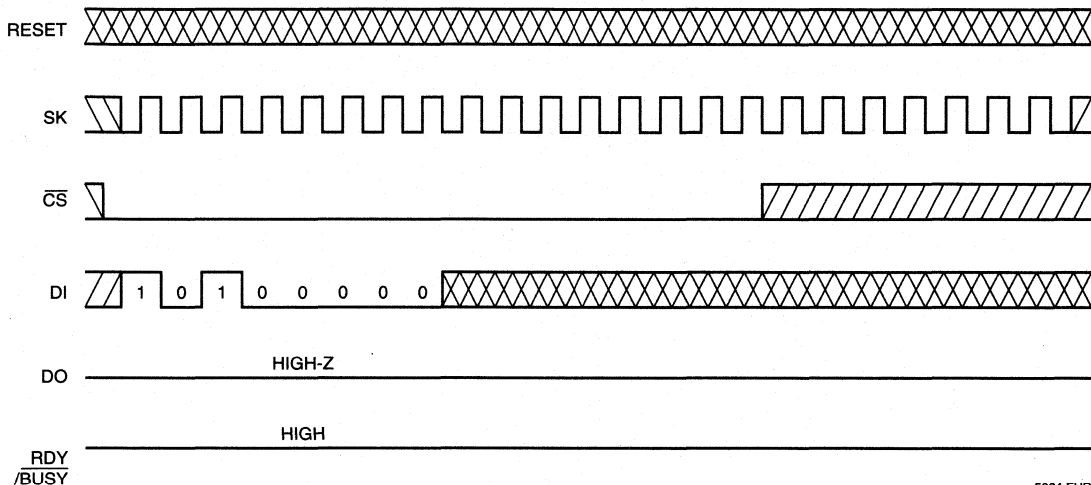 RESET
SK
CS
DI 1 0 1 0 0 0 0 0
DO HIGH-Z
HIGH
RDY
/BUSY